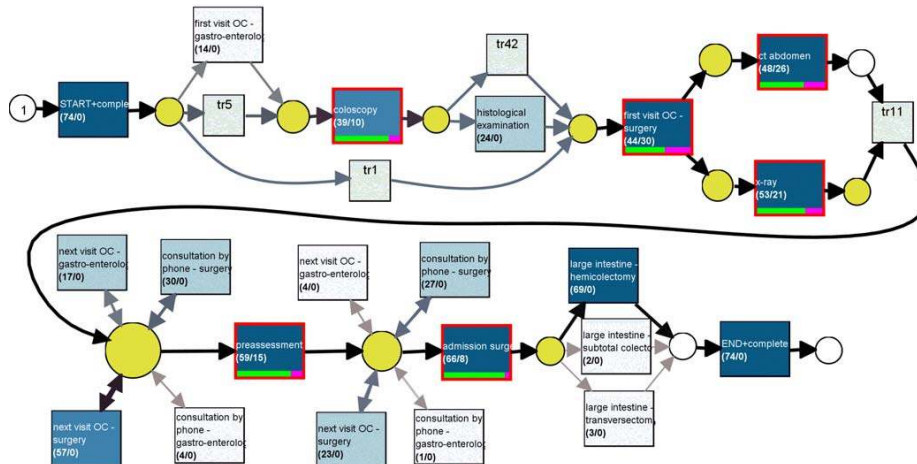 first visit OC -
gastro-enterolog
(14/0)
tr42
ct abdomen
(48/26)
1
START+comple
(74/0)
tr5
coloscopy
(39/10)
histological
examination
(24/0)
first visit OC -
surgery
(44/30)
tr11
tr1
x-ray
(53/21)
next visit OC -
gastro-enterolog
(17/0)
consultation by
phone - surgery
(30/0)
next visit OC -
gastro-enterolog
(4/0)
consultation by
phone - surgery
(27/0)
large intestine -
hemicolectomy
(69/0)
preassessment
(59/15)
admission surge
(66/8)
large intestine -
subtotal colecto
(2/0)
END+complete
(74/0)
next visit OC -
surgery
(57/0)
consultation by
phone -
gastro-enterolog
(4/0)
next visit OC -
surgery
(23/0)
consultation by
phone -
gastro-enterolog
(1/0)
large intestine -
transversectomy
(3/0)